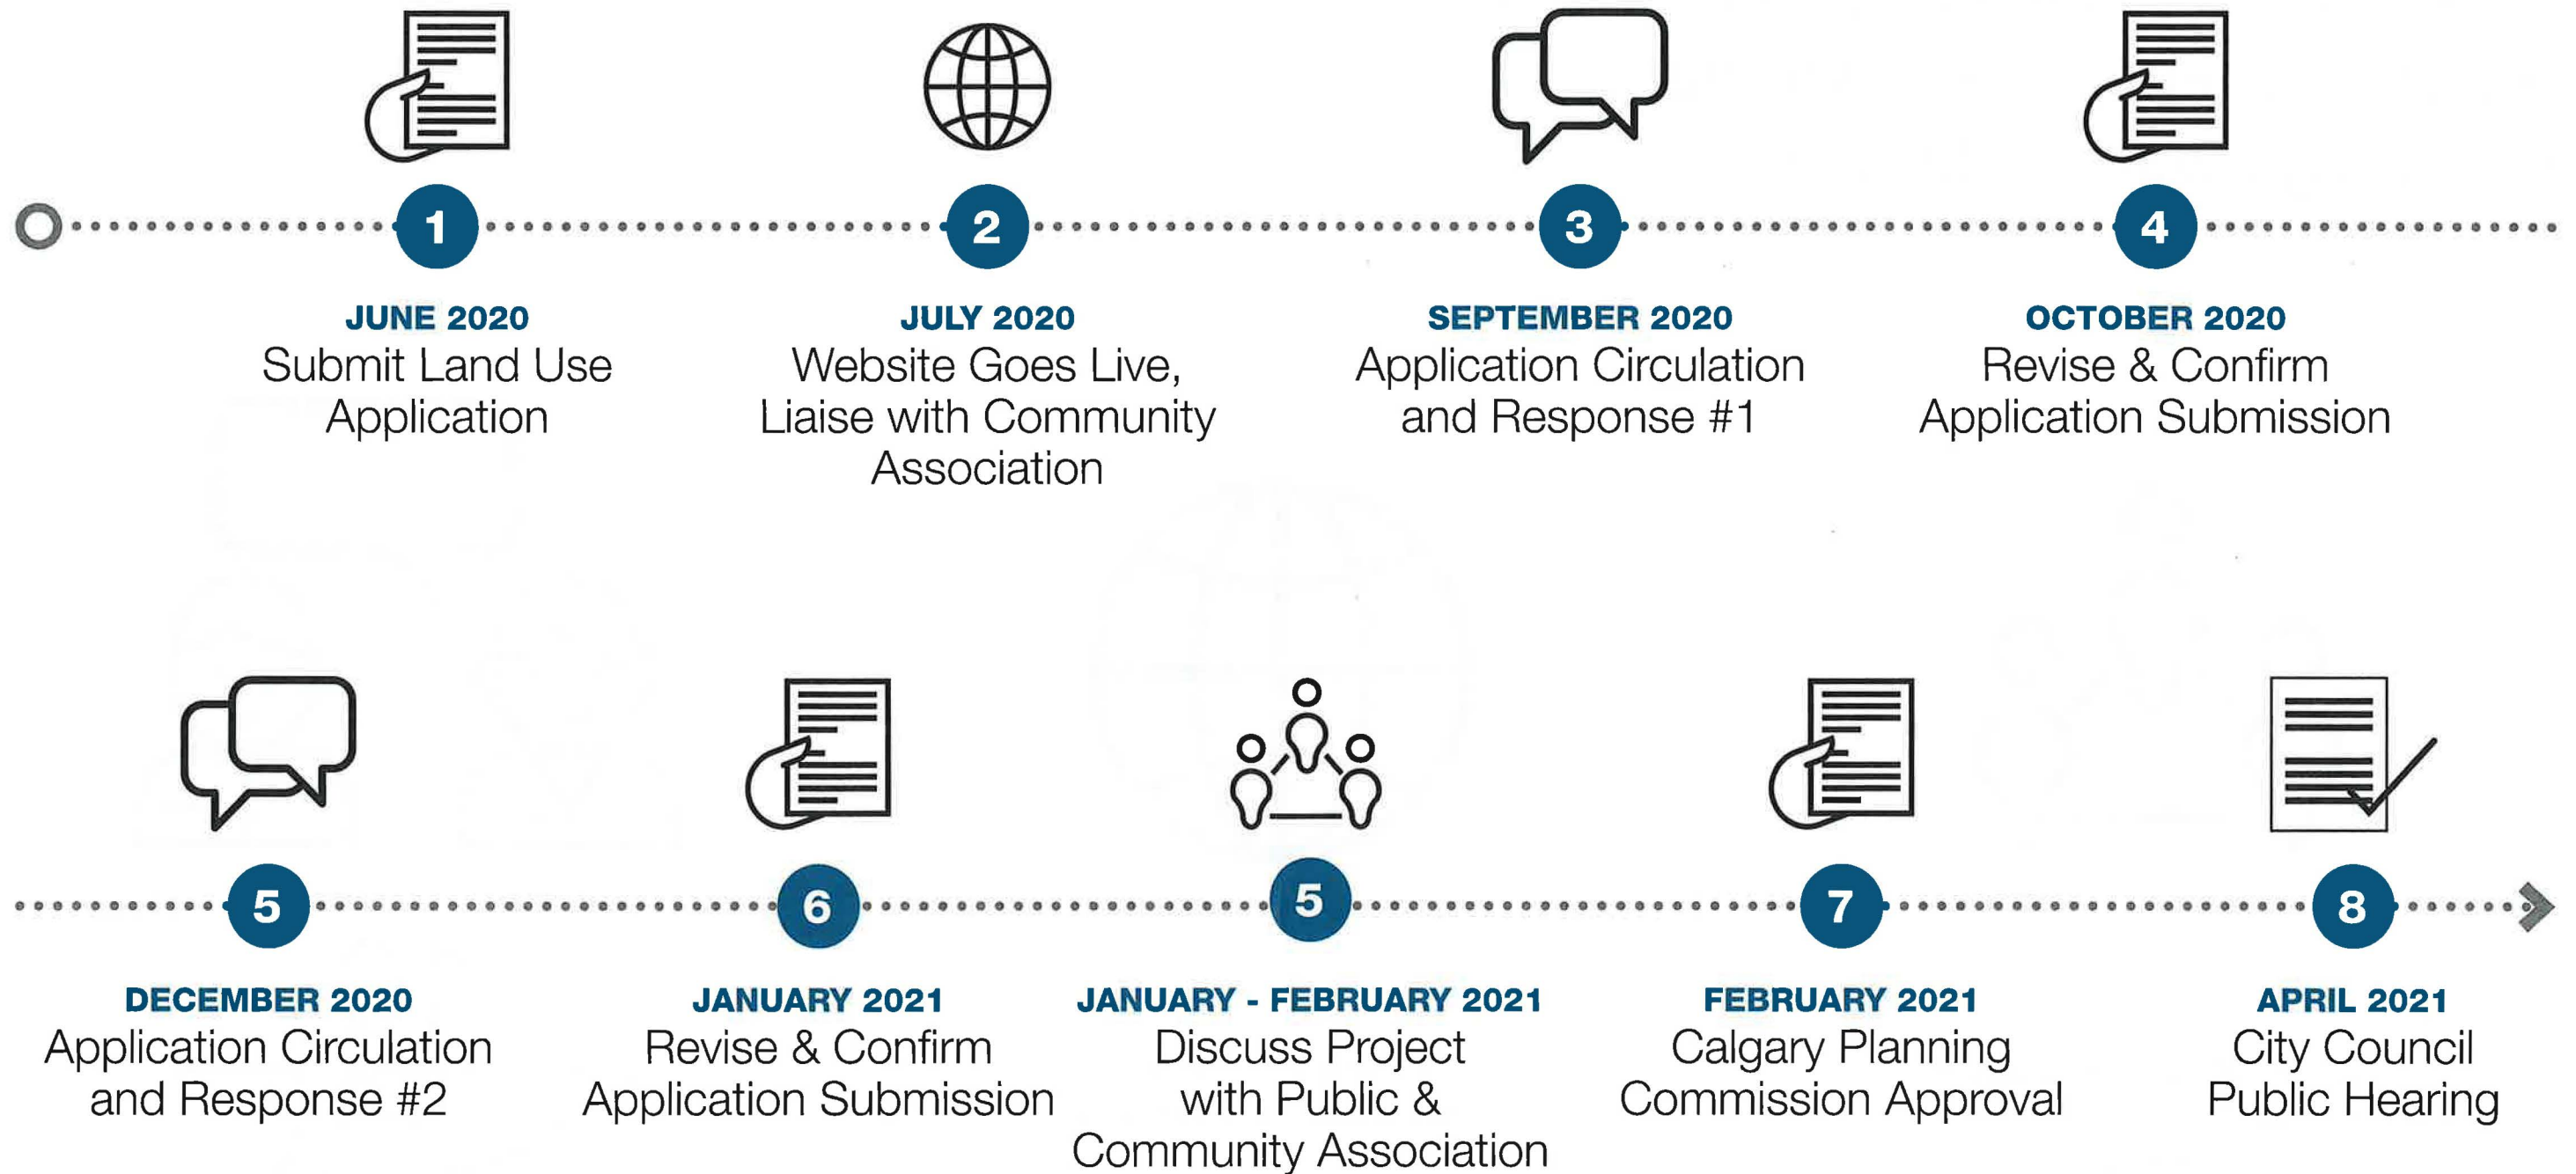 1
JUNE 2020
Submit Land Use
Application
2
JULY 2020
Website Goes Live,
Liaise with Community
Association
3
SEPTEMBER 2020
Application Circulation
and Response #1
4
OCTOBER 2020
Revise & Confirm
Application Submission
5
DECEMBER 2020
Application Circulation
and Response #2
6
JANUARY 2021
Revise & Confirm
Application Submission
5
JANUARY - FEBRUARY 2021
Discuss Project
with Public &
Community Association
7
FEBRUARY 2021
Calgary Planning
Commission Approval
8
APRIL 2021
City Council
Public Hearing